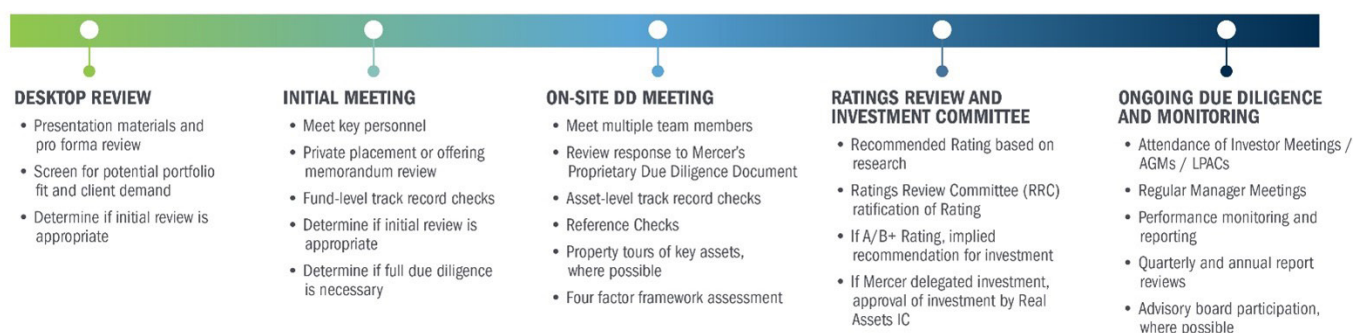 DESKTOP REVIEW
• Presentation materials and
pro forma review
• Screen for potential portfolio
fit and client demand
• Determine if initial review is
appropriate
INITIAL MEETING
• Meet key personnel
• Private placement or offering
memorandum review
• Fund-level track record checks
• Determine if initial review is
appropriate
• Determine if full due diligence
is necessary
ON-SITE DD MEETING
• Meet multiple team members
• Review response to Mercer's
Proprietary Due Diligence Document
• Asset-level track record checks
• Reference Checks
• Property tours of key assets,
where possible
• Four factor framework assessment
RATINGS REVIEW AND
INVESTMENT COMMITTEE
• Recommended Rating based on
research
• Ratings Review Committee (RRC)
ratification of Rating
• If A/B+ Rating, implied
recommendation for investment
• If Mercer delegated investment,
approval of investment by Real
Assets IC
ONGOING DUE DILIGENCE
AND MONITORING
• Attendance of Investor Meetings /
AGMs / LPACs
• Regular Manager Meetings
• Performance monitoring and
reporting
• Quarterly and annual report
reviews
• Advisory board participation,
where possible